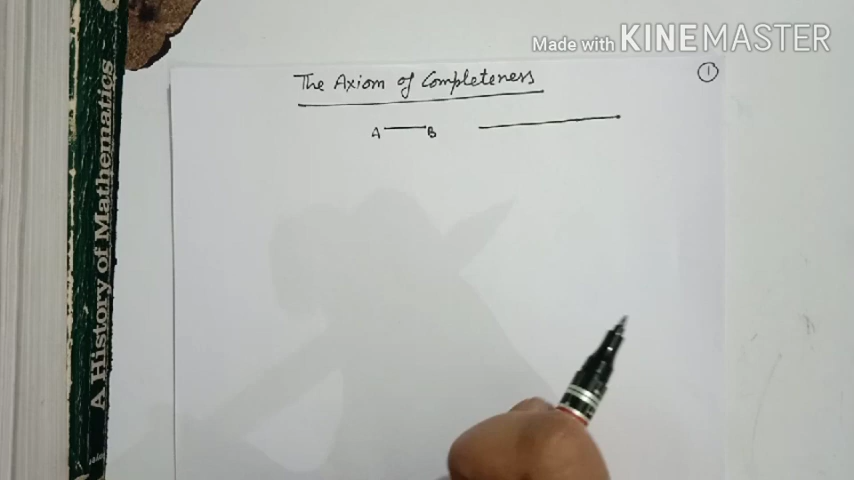 Made with KINEMASTER
The Axiom of Completeness
1
A B
A History of Mathematics